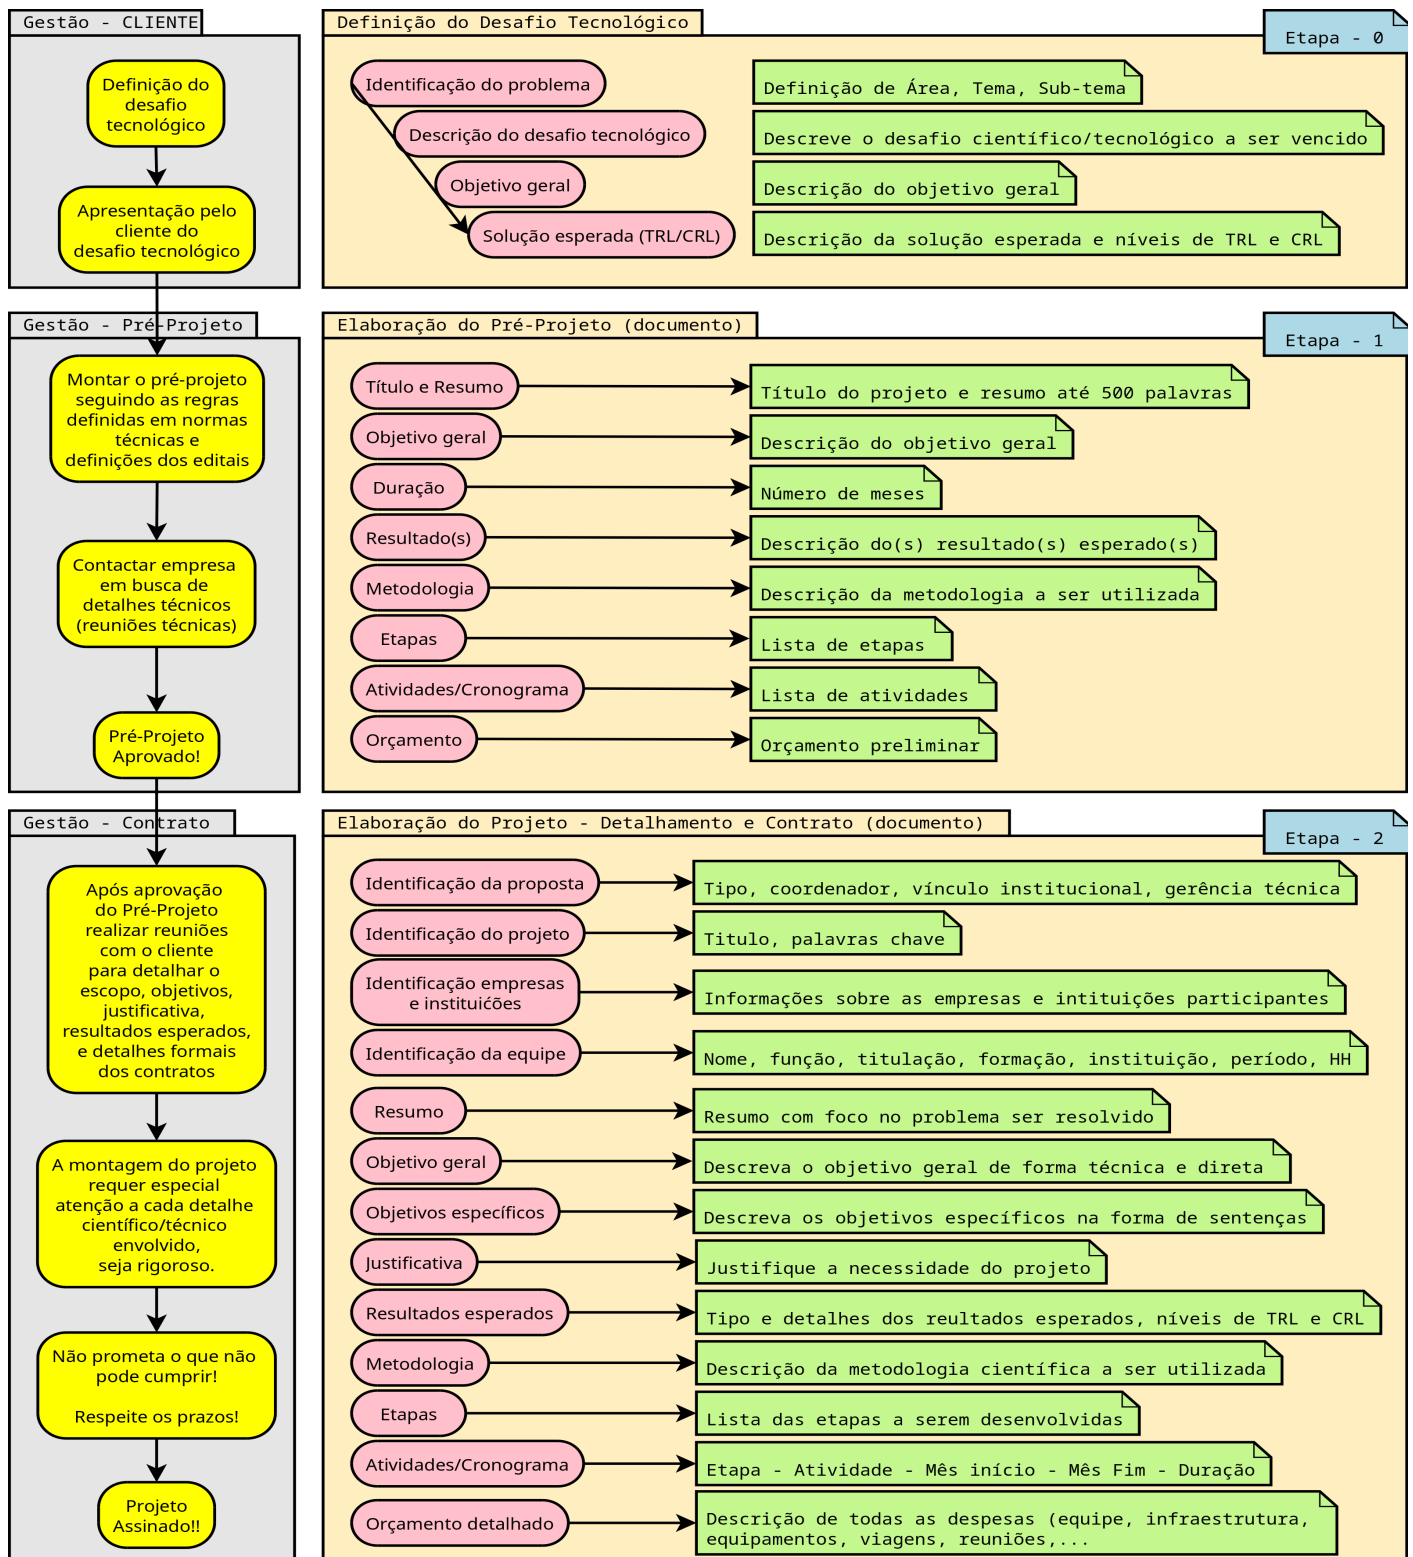 Gestão - CLIENTE
Definição do
desafio
tecnológico
Apresentação pelo
cliente do
desafio tecnológico
Definição do Desafio Tecnológico
Etapa - 0
Identificação do problema
Definição de Área, Tema, Sub-tema
Descrição do desafio tecnológico
Descreve o desafio científico/tecnológico a ser vencido
Objetivo geral
Descrição do objetivo geral
Solução esperada (TRL/CRL)
Descrição da solução esperada e níveis de TRL e CRL
Gestão - Pré-Projeto
Montar o pré-projeto
seguindo as regras
definidas em normas
técnicas e
definições dos editais
Contactar empresa
em busca de
detalhes técnicos
(reuniões técnicas)
Pré-Projeto
Aprovado!
Elaboração do Pré-Projeto (documento)
Etapa - 1
Título e Resumo
Título do projeto e resumo até 500 palavras
Objetivo geral
Descrição do objetivo geral
Duração
Número de meses
Resultado(s)
Descrição do(s) resultado(s) esperado(s)
Metodologia
Descrição da metodologia a ser utilizada
Etapas
Lista de etapas
Atividades/Cronograma
Lista de atividades
Orçamento
Orçamento preliminar
Gestão - Contrato
Após aprovação
do Pré-Projeto
realizar reuniões
com o cliente
para detalhar o
escopo, objetivos,
justificativa,
resultados esperados,
e detalhes formais
dos contratos
A montagem do projeto
requer especial
atenção a cada detalhe
científico/técnico
envolvido,
seja rigoroso.
Não prometa o que não
pode cumprir!
Respeite os prazos!
Projeto
Assinado!!
Elaboração do Projeto - Detalhamento e Contrato (documento)
Etapa - 2
Identificação da proposta
Tipo, coordenador, vínculo institucional, gerência técnica
Identificação do projeto
Titulo, palavras chave
Identificação empresas
e instituićões
Informações sobre as empresas e intituições participantes
Identificação da equipe
Nome, função, titulação, formação, instituição, período, HH
Resumo
Resumo com foco no problema ser resolvido
Objetivo geral
Descreva o objetivo geral de forma técnica e direta
Objetivos específicos
Descreva os objetivos específicos na forma de sentenças
Justificativa
Justifique a necessidade do projeto
Resultados esperados
Tipo e detalhes dos reultados esperados, níveis de TRL e CRL
Metodologia
Descrição da metodologia científica a ser utilizada
Etapas
Lista das etapas a serem desenvolvidas
Atividades/Cronograma
Etapa - Atividade - Mês início - Mês Fim - Duração
Orçamento detalhado
Descrição de todas as despesas (equipe, infraestrutura,
equipamentos, viagens, reuniões,...